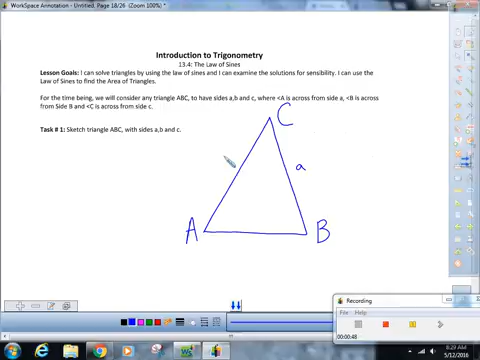 WorkSpace Annotation - Untitled, Page 18/26 (Zoom 100%)
Introduction to Trigonometry
13.4: The Law of Sines
Lesson Goals: I can solve triangles by using the law of sines and I can examine the solutions for sensibility. I can use
the Law of Sines to find the Area of Triangles.
For the time being, we will consider any triangle ABC, to have sides a,b and c, where <A is across from side a, <B is across
from Side B and <C is across from side c.
Task # 1: Sketch triangle ABC, with sides a,b and c.
C
a
A
B
Recording
File Help
00:00:48
8:29 AM
5/12/2016